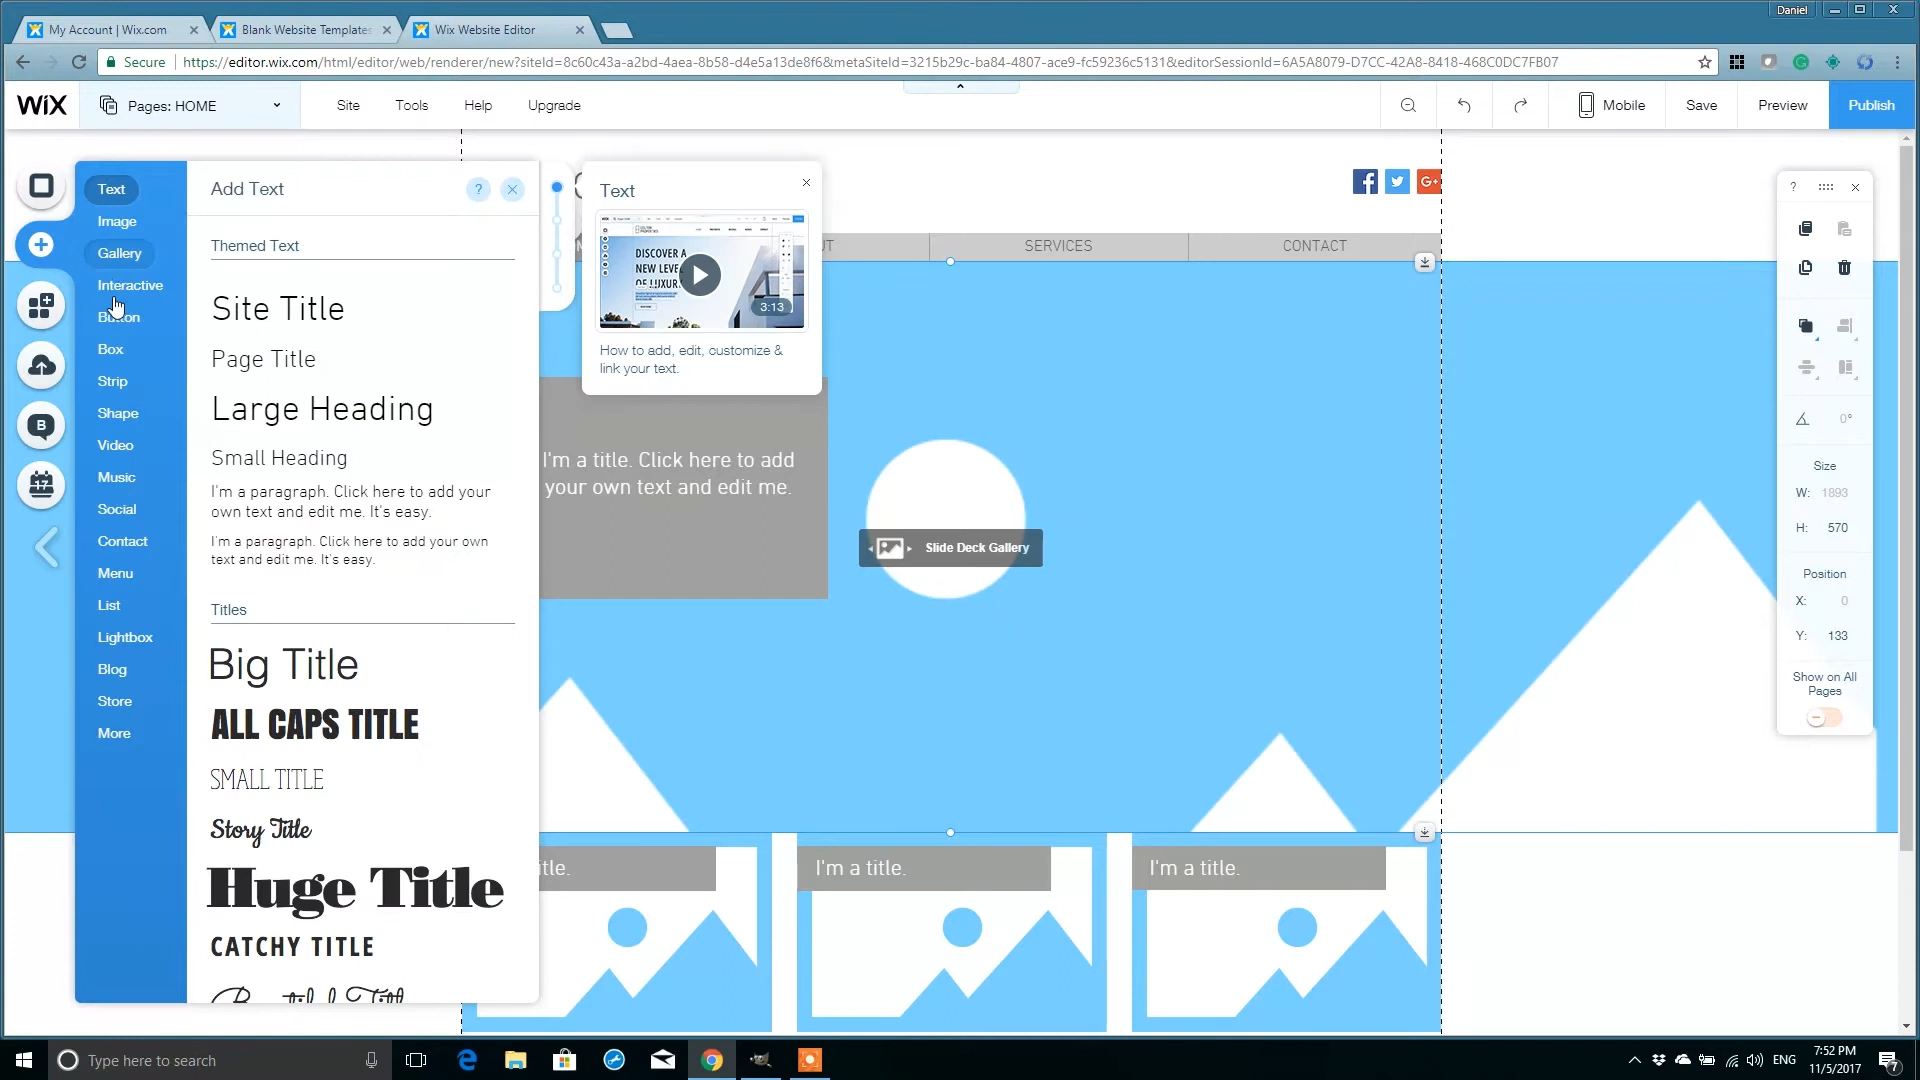 Daniel
My Account | Wix.com
Blank Website Templates
Wix Website Editor
Secure
https://editor.wix.com/html/editor/web/renderer/new?siteId=8c60c43a-a2bd-4aea-8b58-d4e5a13de8f6&metaSiteId=3215b29c-ba84-4807-ace9-fc59236c5131&editorSessionId=6A5A8079-D7CC-42A8-8418-468C0DC7FB07
WiX
Pages: HOME
Site
Tools
Help
Upgrade
Mobile
Save
Preview
Publish
Text
Image
Gallery
Interactive
Button
Box
Strip
Shape
Video
Music
Social
Contact
Menu
List
Lightbox
Blog
Store
More
Add Text
?
Themed Text
Site Title
Page Title
Large Heading
Small Heading
I'm a paragraph. Click here to add your
own text and edit me. It's easy.
I'm a paragraph. Click here to add your own
text and edit me. It's easy.
Titles
Big Title
ALL CAPS TITLE
SMALL TITLE
Story Title
Huge Title
CATCHY TITLE
Text
DISCOVER A
NEW LEVEL
OF LUXURY
3:13
How to add, edit, customize &
link your text.
UT
SERVICES
CONTACT
I'm a title. Click here to add
your own text and edit me.
Slide Deck Gallery
itle.
I'm a title.
I'm a title.
?
0°
Size
W: 1893
H: 570
Position
X: 0
Y: 133
Show on All
Pages
B
17
Type here to search
ENG
7:52 PM
11/5/2017
7